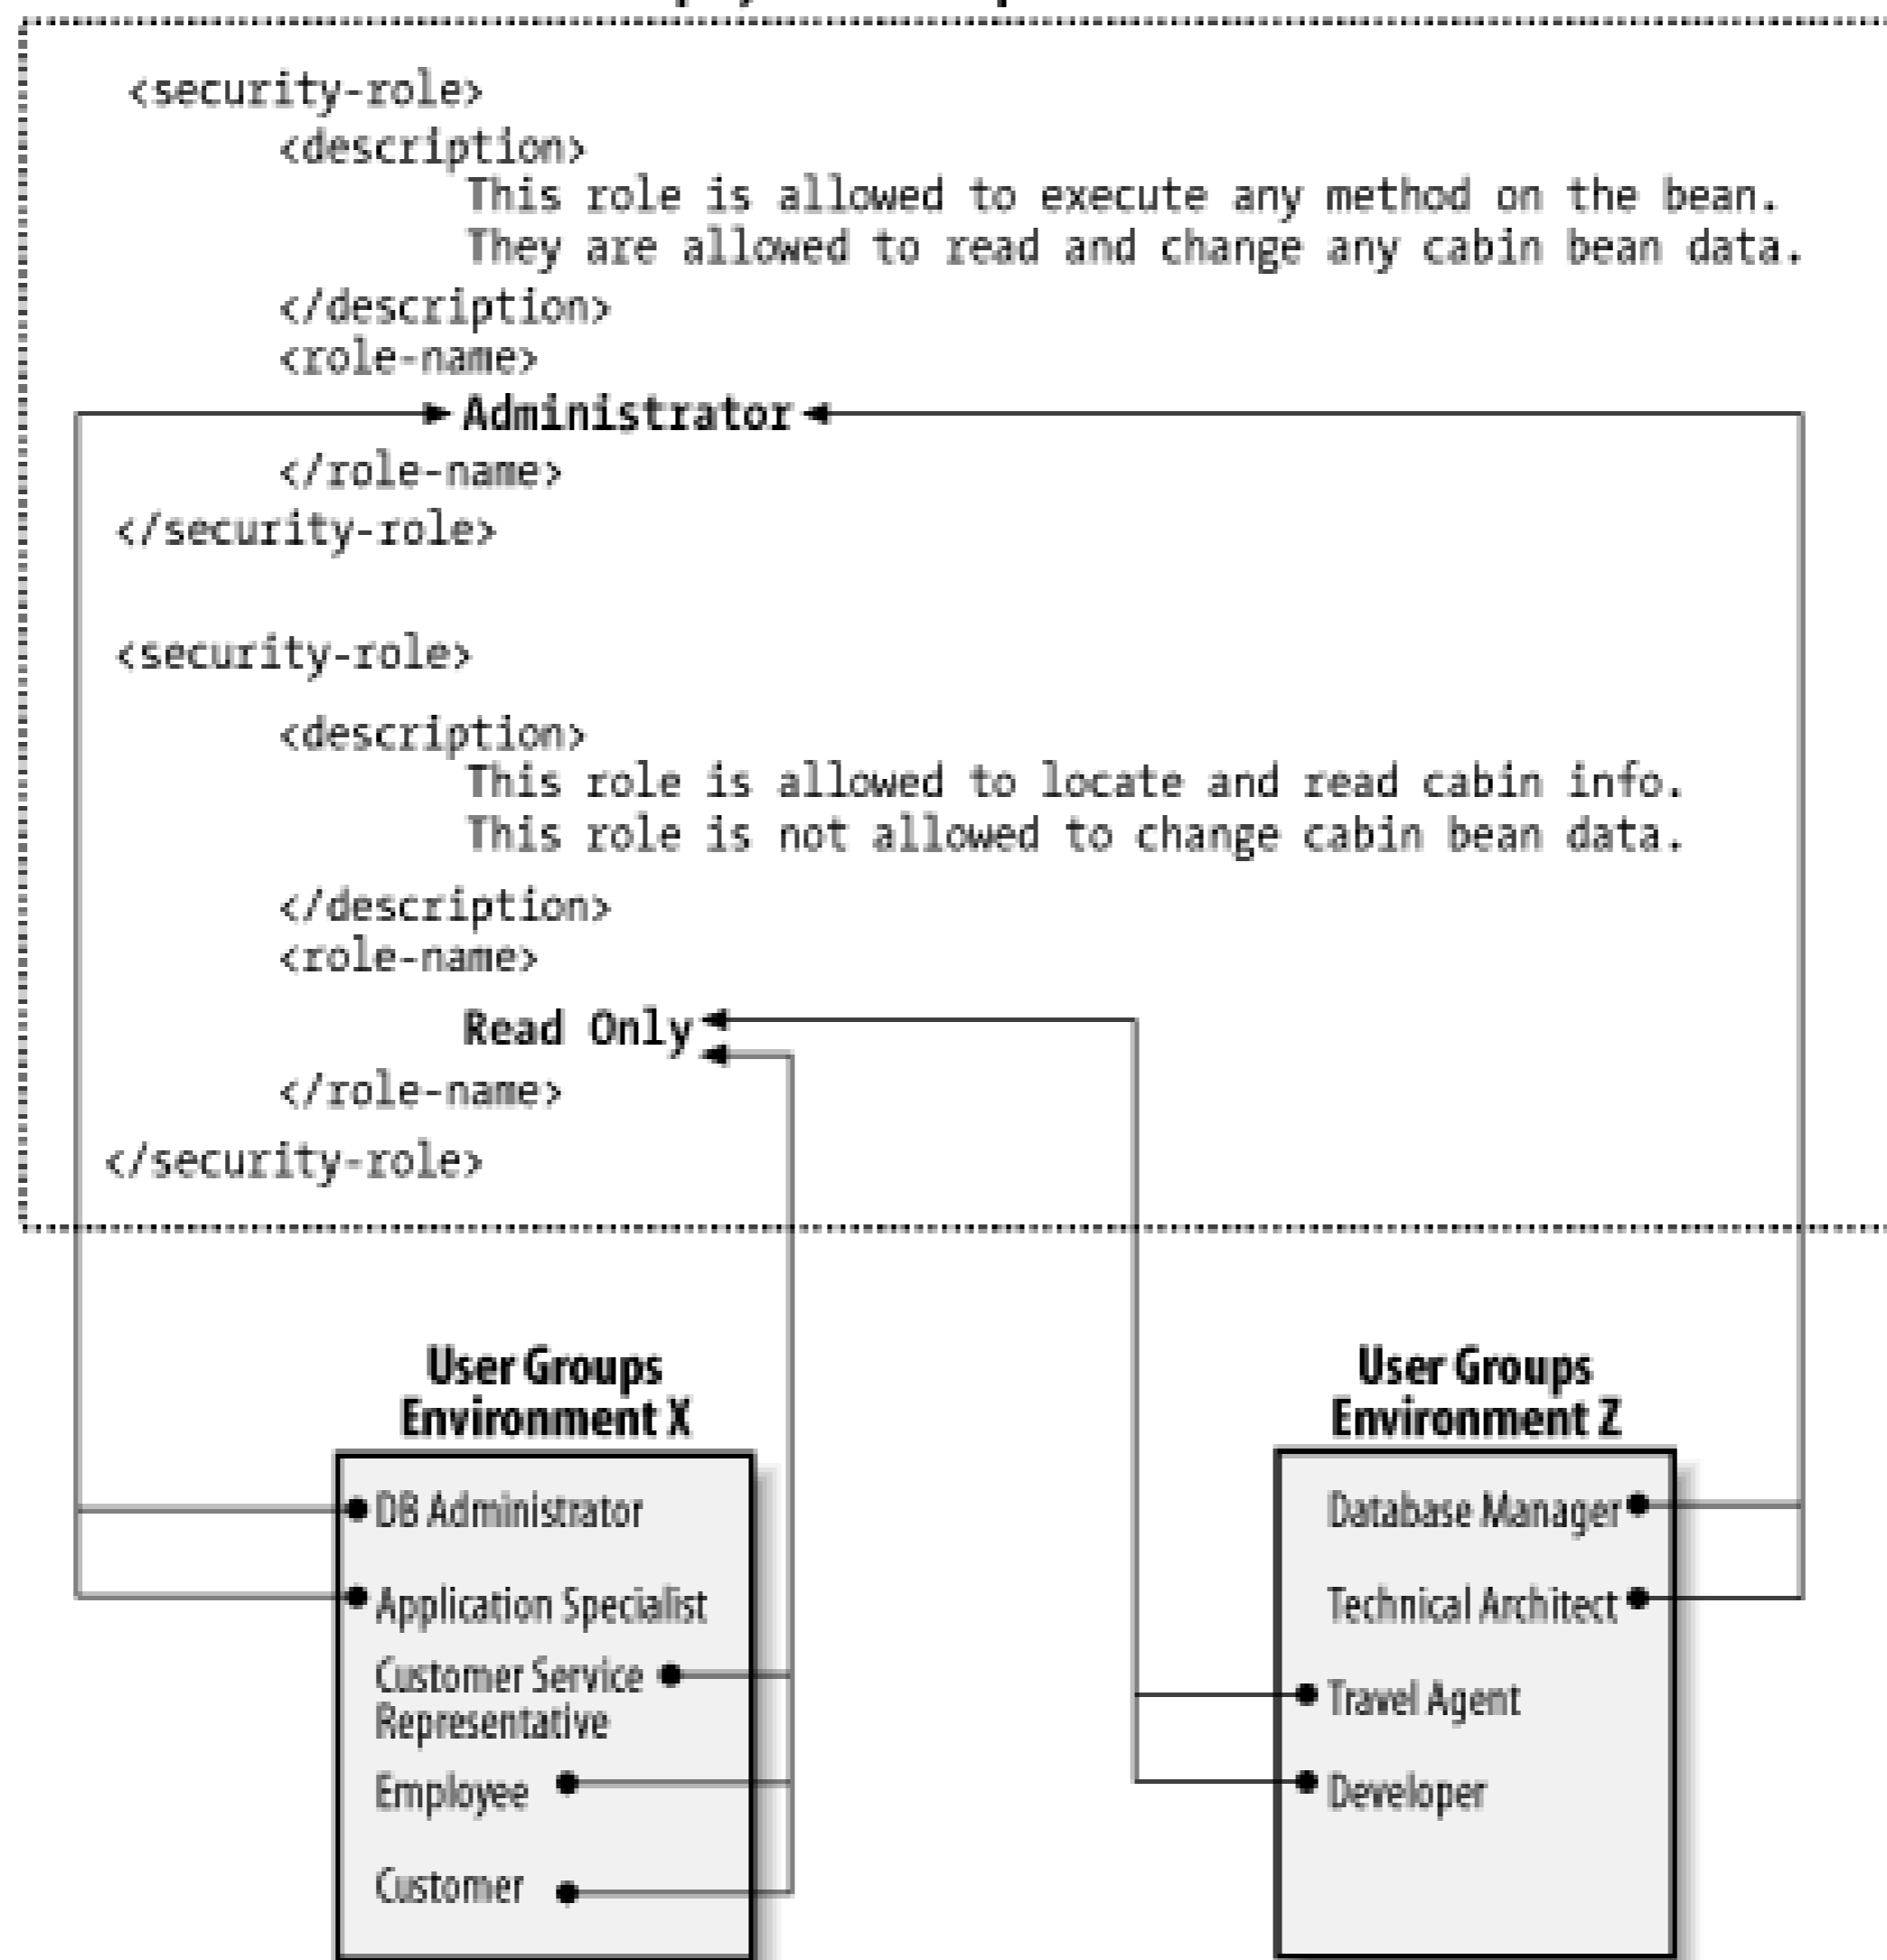 <security-role>
<description>
This role is allowed to execute any method on the bean.
They are allowed to read and change any cabin bean data.
</description>
<role-name>
Administrator
</role-name>
</security-role>
<security-role>
<description>
This role is allowed to locate and read cabin info.
This role is not allowed to change cabin bean data.
</description>
<role-name>
Read Only
</role-name>
</security-role>
User Groups
Environment X
DB Administrator
Application Specialist
Customer Service
Representative
Employee
Customer
User Groups
Environment Z
Database Manager
Technical Architect
Travel Agent
Developer